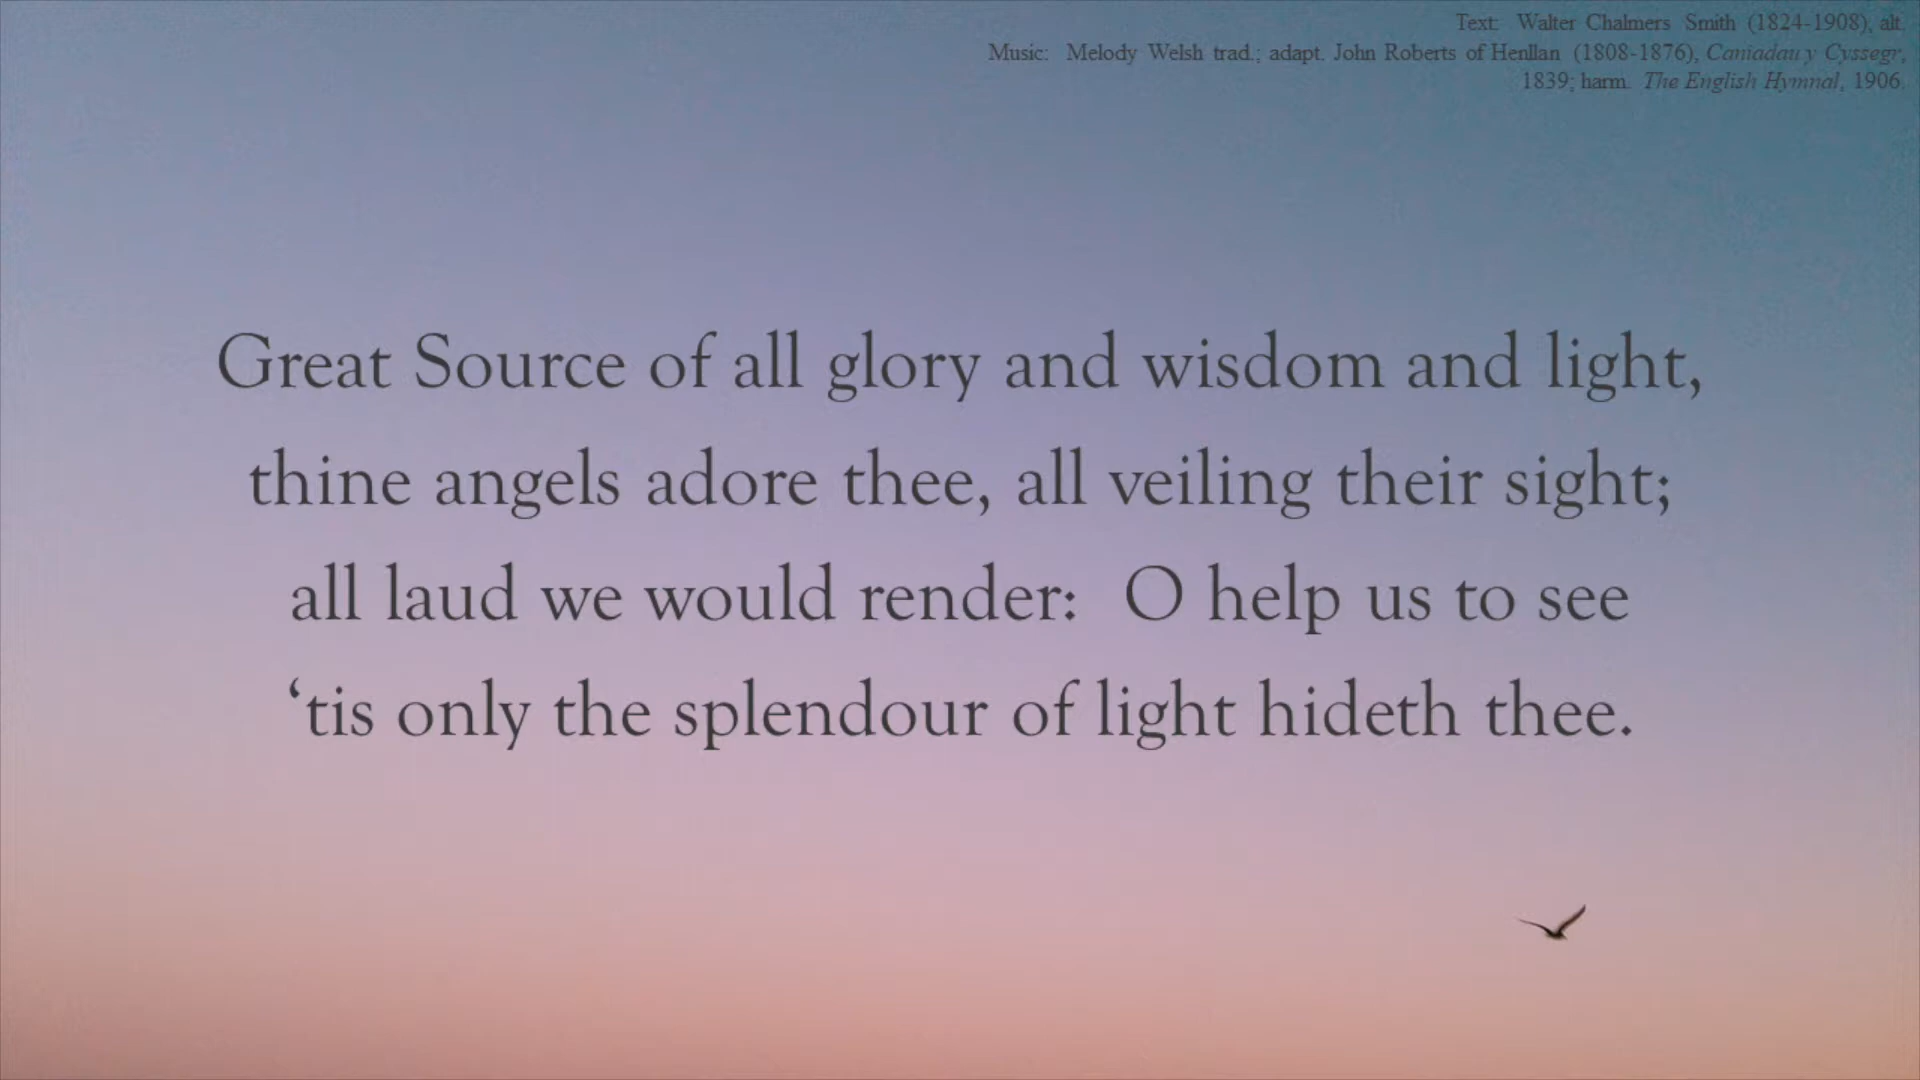 Text: Walter Chalmers Smith (1824-1908), alt.
Music: Melody Welsh trad.; adapt. John Roberts of Henllan (1808-1876), Caniadau y Cyssegr,
1839; harm. The English Hymnal, 1906.
Great Source of all glory and wisdom and light,
thine angels adore thee, all veiling their sight;
all laud we would render: O help us to see
‘tis only the splendour of light hideth thee.